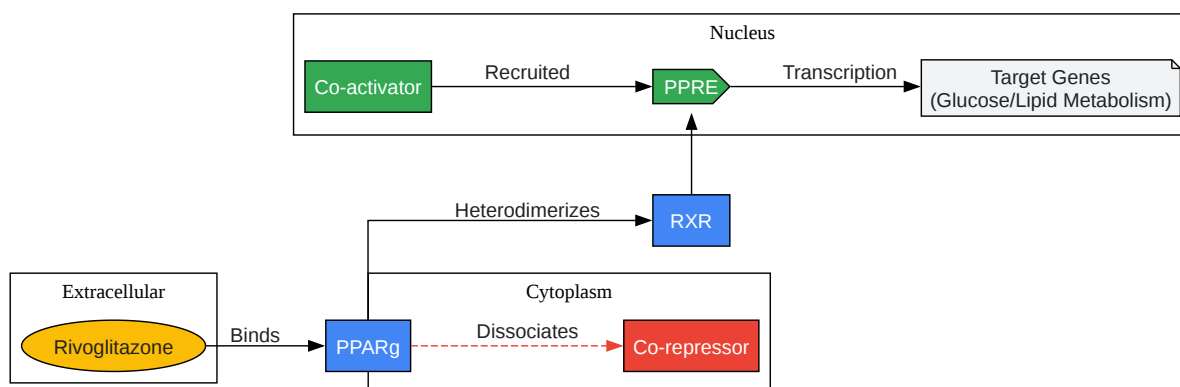 Nucleus
Co-activator
Recruited
PPRE
Transcription
Target Genes
(Glucose/Lipid Metabolism)
Heterodimerizes
RXR
Extracellular
Cytoplasm
Rivoglitazone
Binds
PPARg
Dissociates
Co-repressor